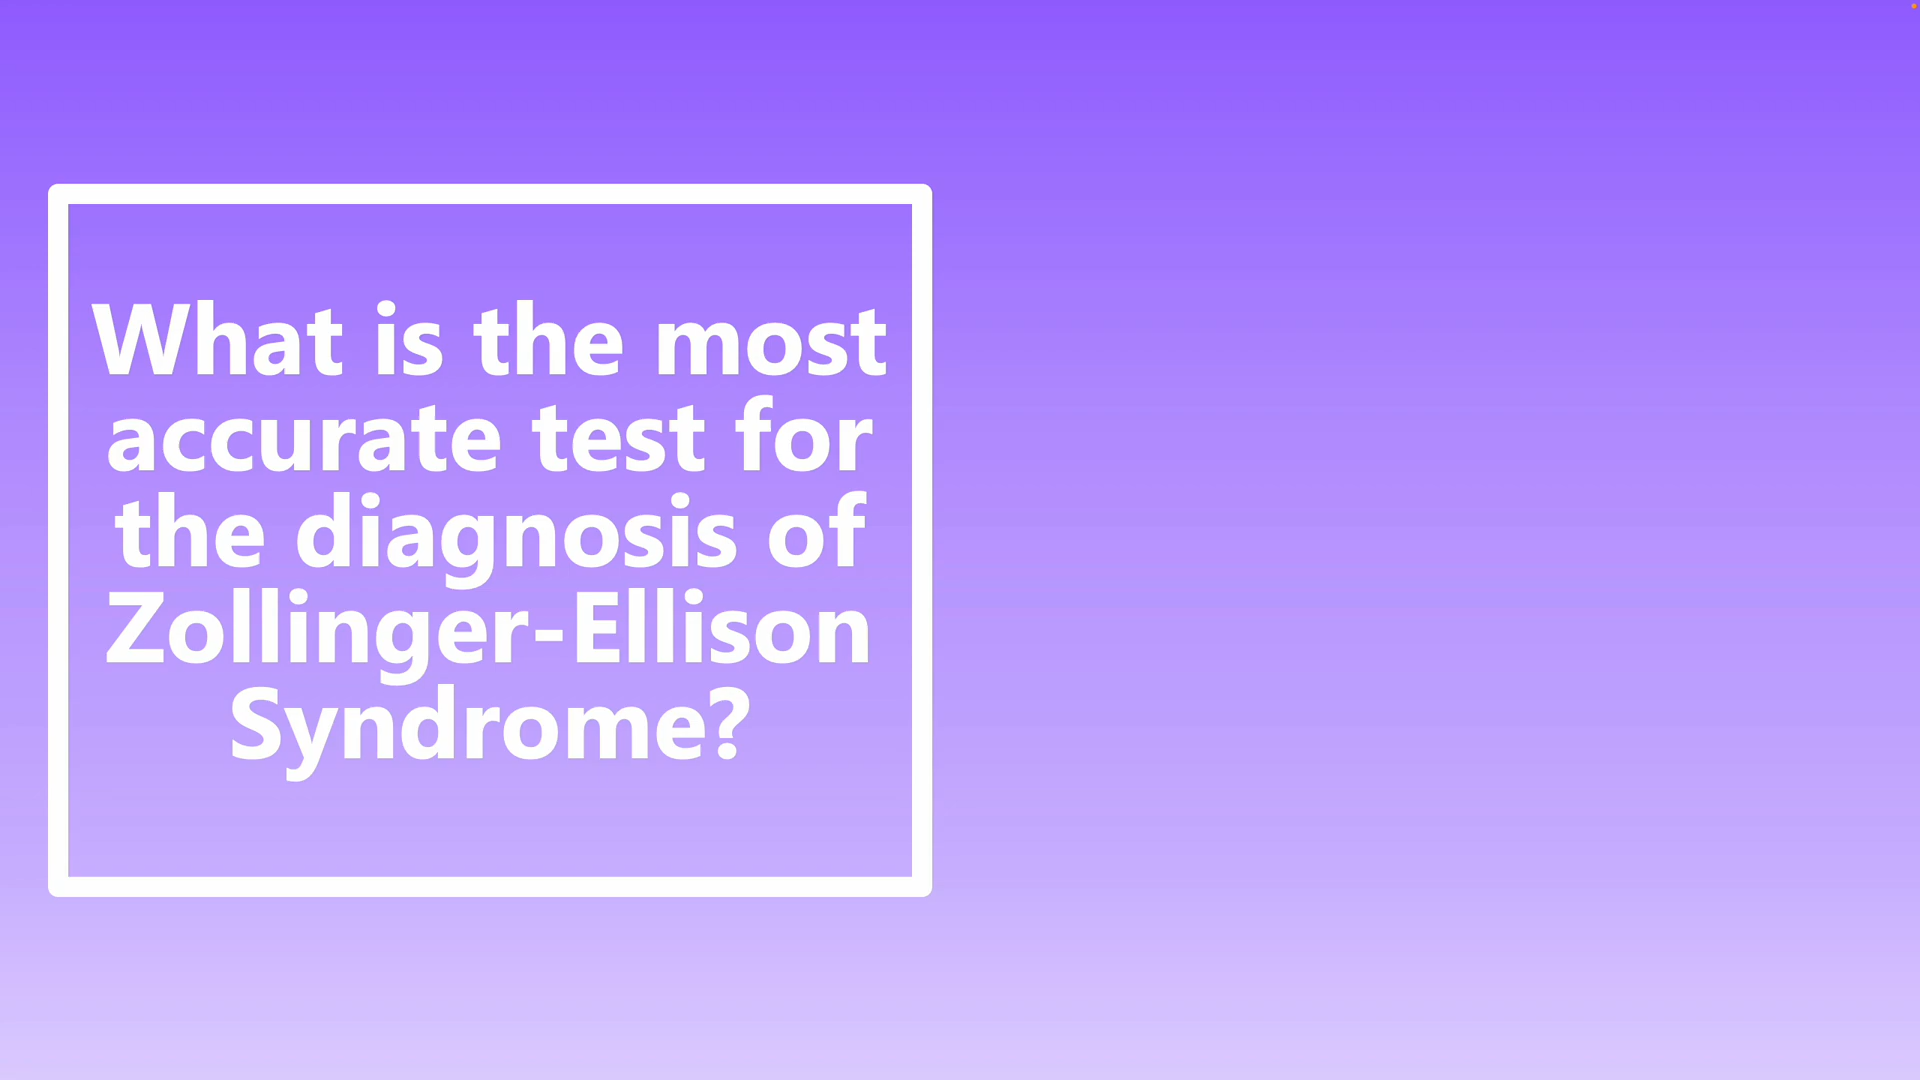 What is the most
accurate test for
the diagnosis of
Zollinger-Ellison
Syndrome?